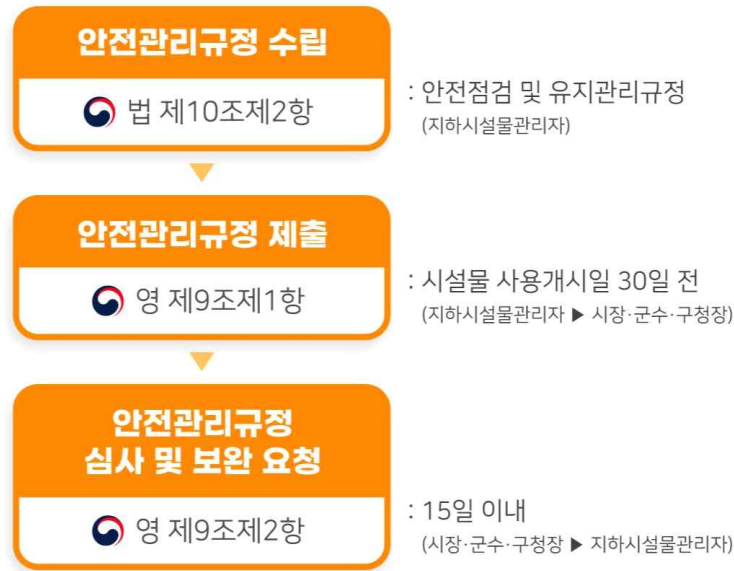 안전관리규정 수립
법 제10조제2항
: 안전점검 및 유지관리규정
(지하시설물관리자)
안전관리규정 제출
영 제9조제1항
: 시설물 사용개시일 30일 전
(지하시설물관리자 ▶ 시장·군수·구청장)
안전관리규정
심사 및 보완 요청
영 제9조제2항
: 15일 이내
(시장·군수·구청장 ▶ 지하시설물관리자)